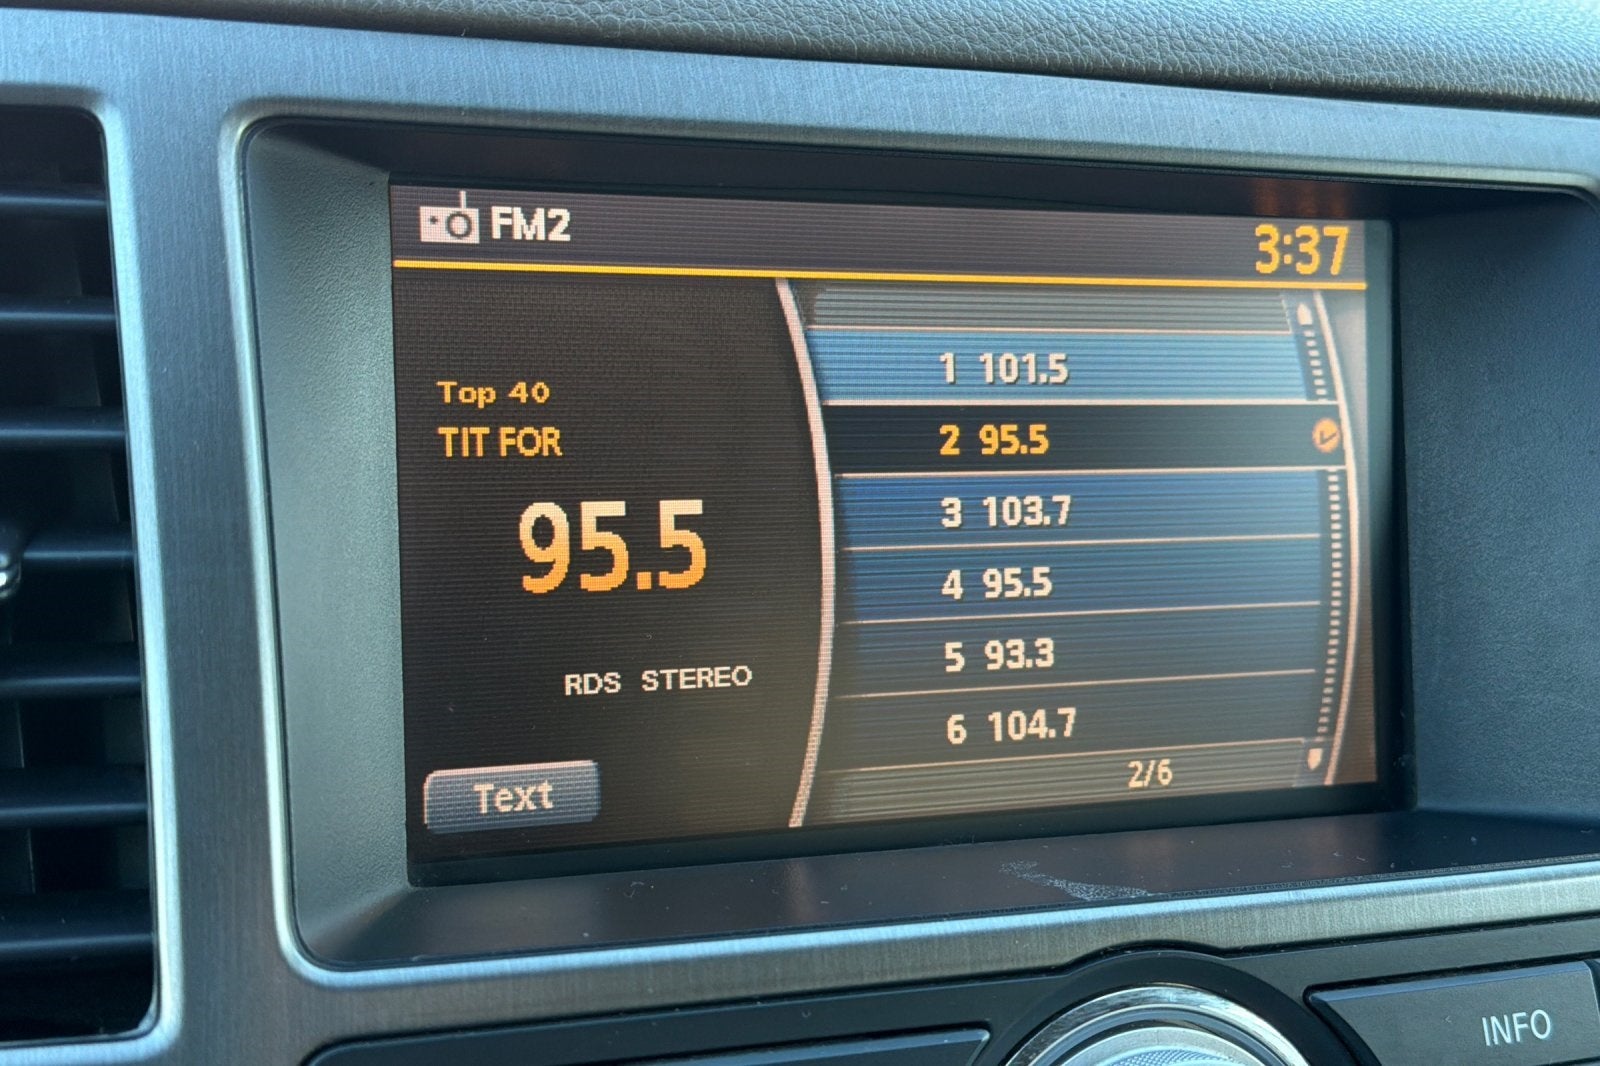 FM2
3:37
Top 40
TIT FOR
95.5
RDS STEREO
Text
1 101.5
2 95.5
3 103.7
4 95.5
5 93.3
6 104.7
2/6
INFO